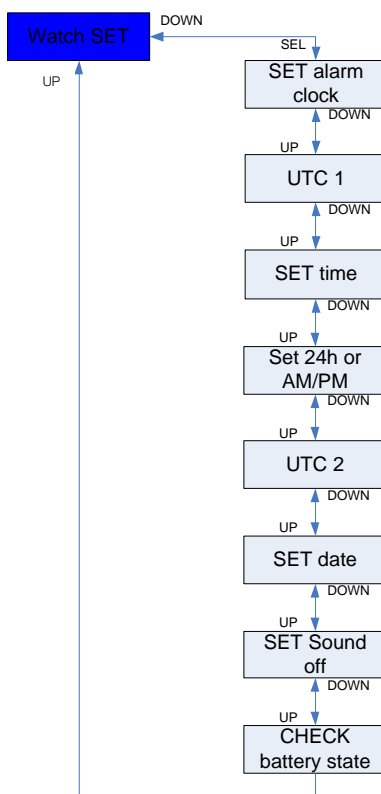 DOWN
Watch SET
SEL
UP
SET alarm
clock
DOWN
UP
UTC 1
DOWN
UP
SET time
DOWN
UP
Set 24h or
AM/PM
DOWN
UP
UTC 2
DOWN
UP
SET date
DOWN
UP
SET Sound
off
DOWN
UP
CHECK
battery state